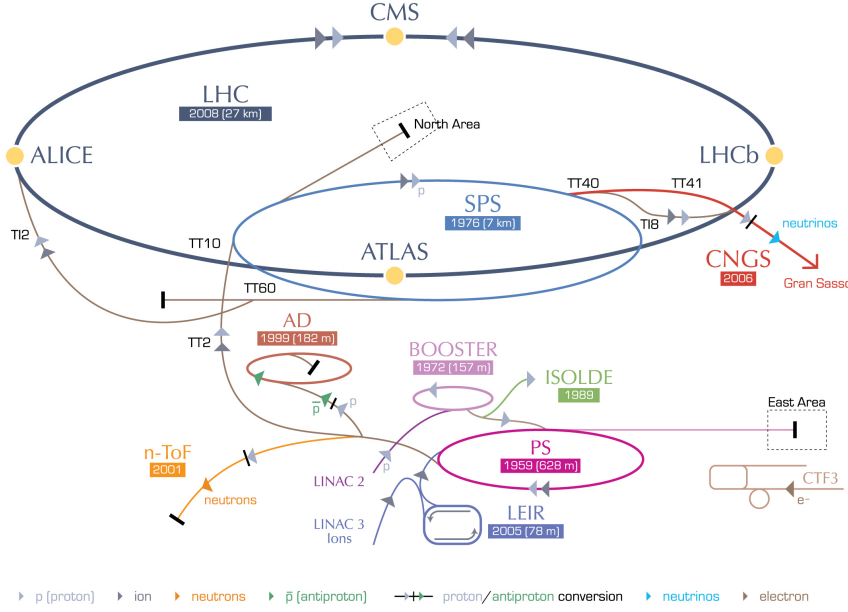 CMS
LHC
2008 (27 km)
North Area
ALICE
LHCb
TT40
TT41
p
SPS
1976 (7 km)
TI8
neutrinos
TI2
TT10
ATLAS
CNGS
2006
Gran Sasso
TT60
AD
1999 (182 m)
TT2
BOOSTER
1972 (157 m)
ISOLDE
1989
p̅
p
East Area
n-ToF
2001
PS
1959 (628 m)
p
LINAC 2
neutrons
CTF3
e-
LEIR
2005 (78 m)
LINAC 3
Ions
p (proton) ion neutrons p̅ (antiproton) proton/antiproton conversion neutrinos electron